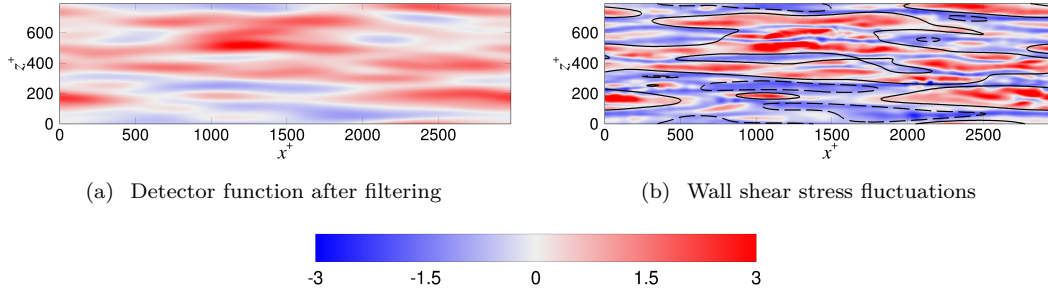 600
400
200
0
z+
0 500 1000 1500 2000 2500
x+
600
400
200
0
z+
0 500 1000 1500 2000 2500
x+
(a) Detector function after filtering
(b) Wall shear stress fluctuations
-3 -1.5 0 1.5 3